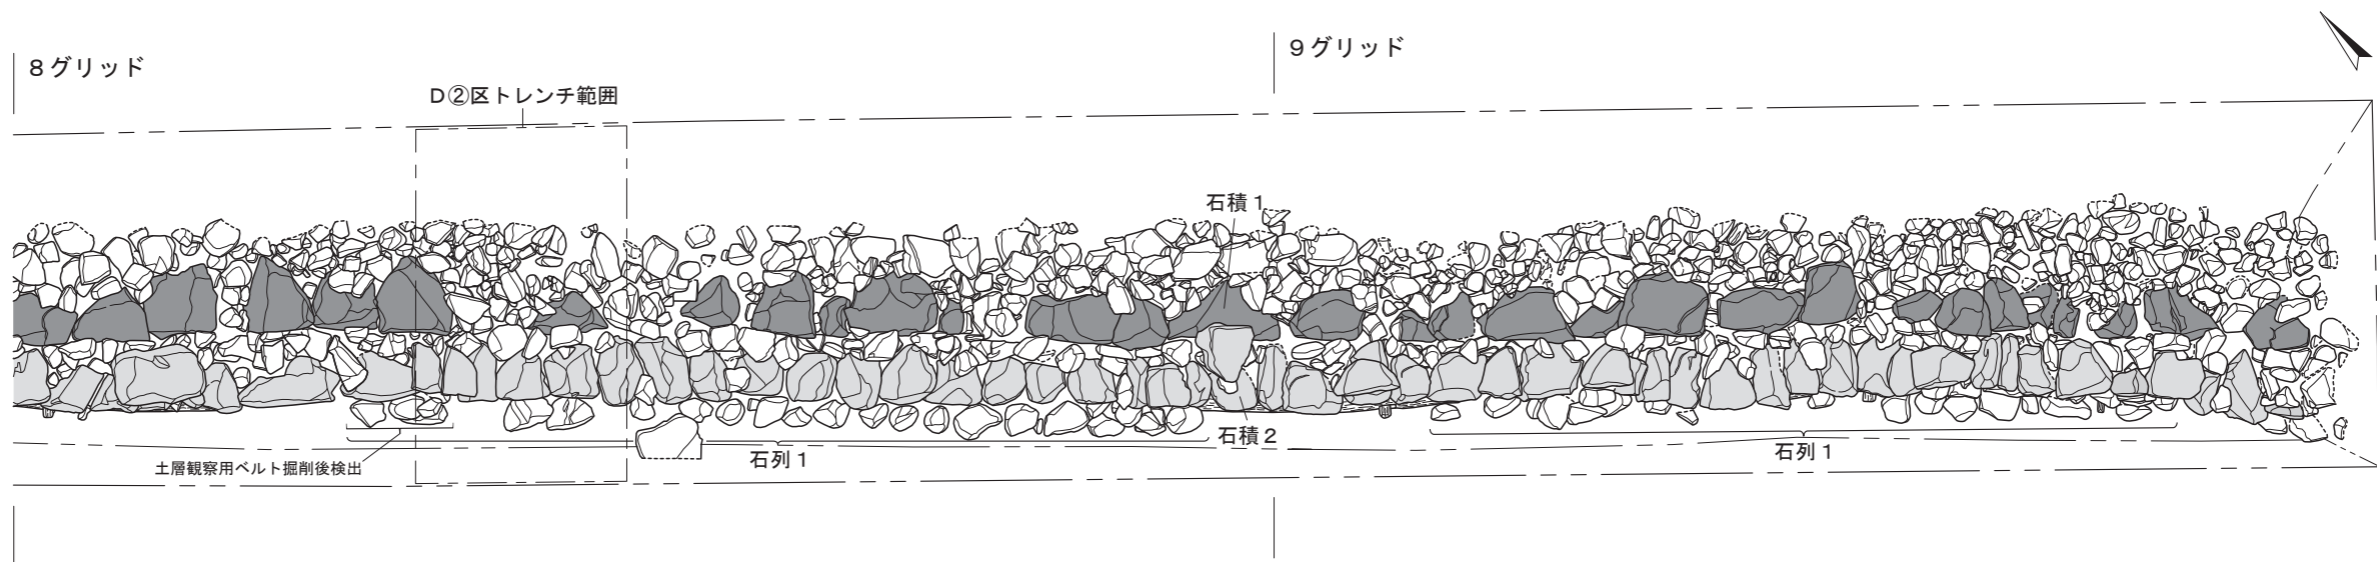 8グリッド
9グリッド
D②区トレンチ範囲
石積1
石積2
石列1
石列1
土層観察用ベルト掘削後検出